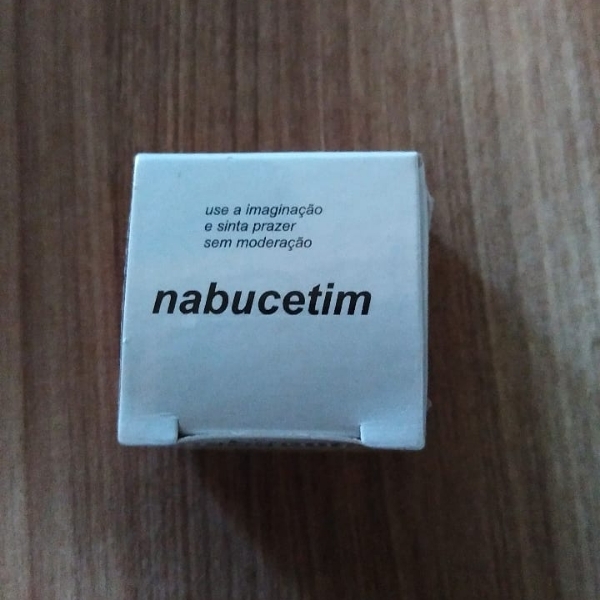 use a imaginação
e sinta prazer
sem moderação
nabucetim